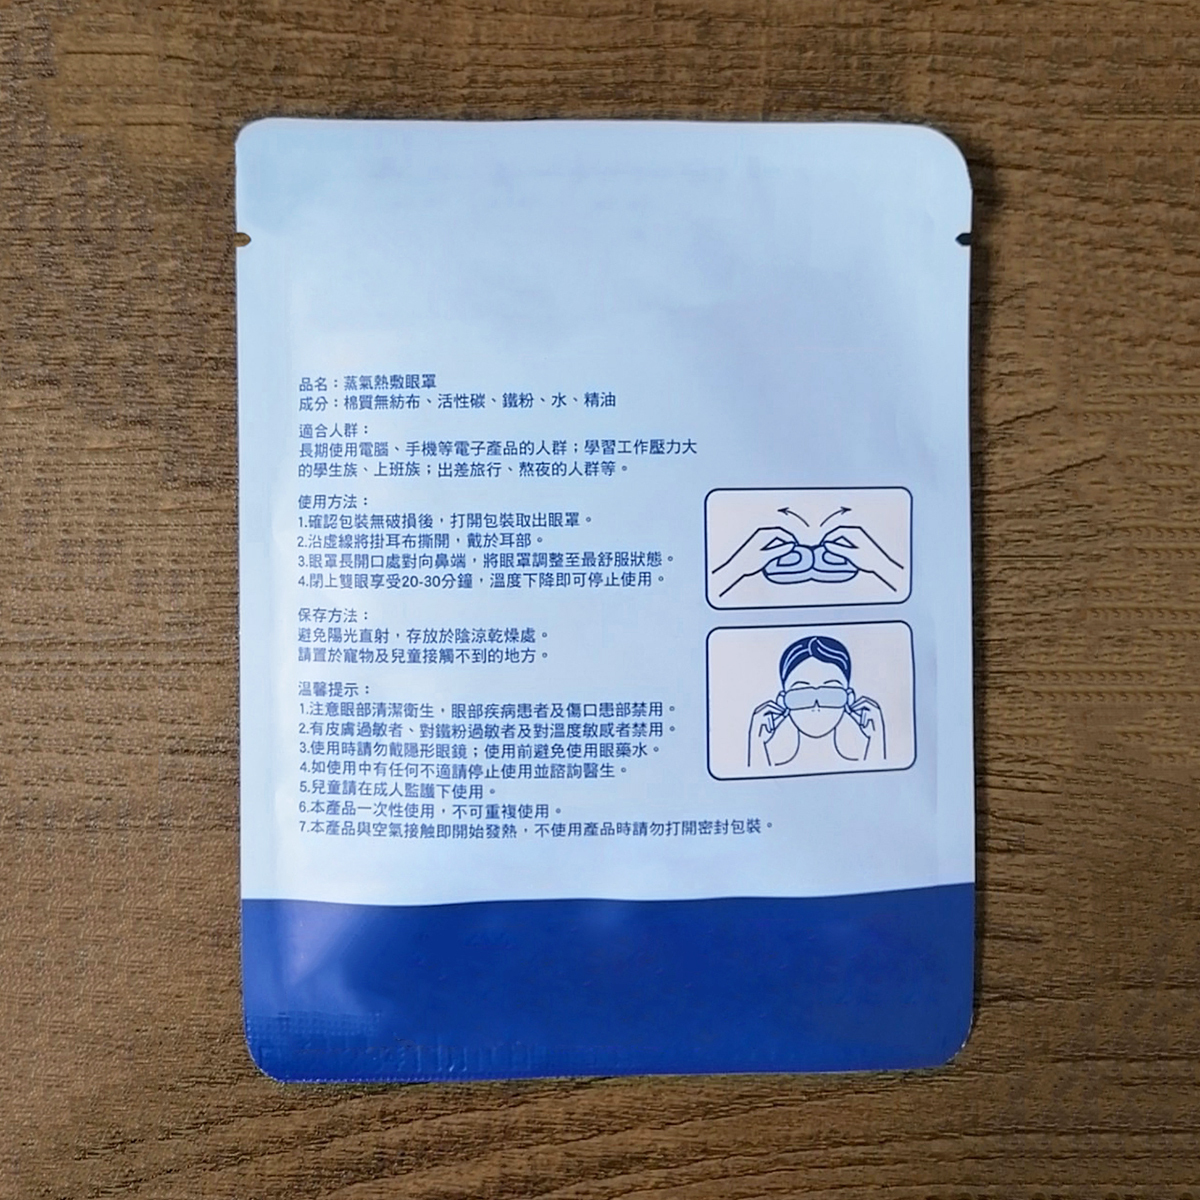 品名：蒸氣熱敷眼罩
成分：棉質無紡布、活性碳、鐵粉、水、精油
適合人群：
長期使用電腦、手機等電子產品的人群；學習工作壓力大
的學生族、上班族；出差旅行、熬夜的人群等。
使用方法：
1.確認包裝無破損後，打開包裝取出眼罩。
2.沿虛線將掛耳布撕開，戴於耳部。
3.眼罩長開口處對向鼻端，將眼罩調整至最舒服狀態。
4.閉上雙眼享受20-30分鐘，溫度下降即可停止使用。
保存方法：
避免陽光直射，存放於陰涼乾燥處。
請置於寵物及兒童接觸不到的地方。
溫馨提示：
1.注意眼部清潔衛生，眼部疾病患者及傷口患部禁用。
2.有皮膚過敏者、對鐵粉過敏者及對溫度敏感者禁用。
3.使用時請勿戴隱形眼鏡；使用前避免使用眼藥水。
4.如使用中有任何不適請停止使用並諮詢醫生。
5.兒童請在成人監護下使用。
6.本產品一次性使用，不可重複使用。
7.本產品與空氣接触即開始發熱，不使用產品時請勿打開密封包裝。